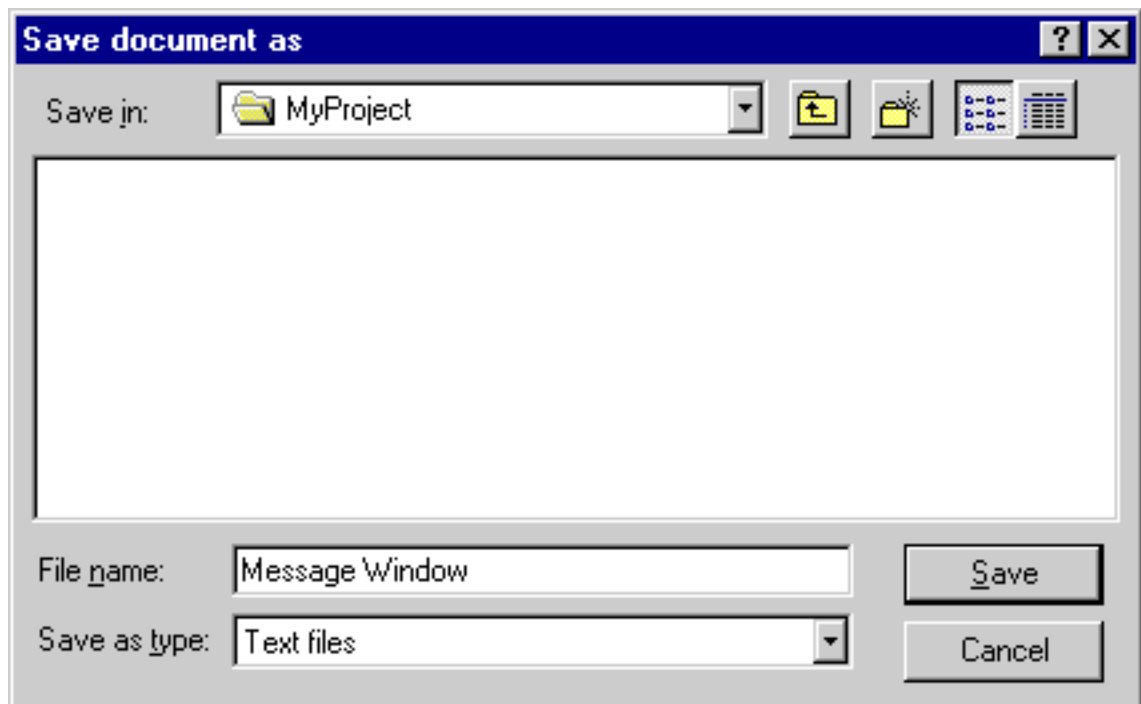 Save document as
Save in: MyProject
File name: Message Window
Save
Save as type: Text files
Cancel